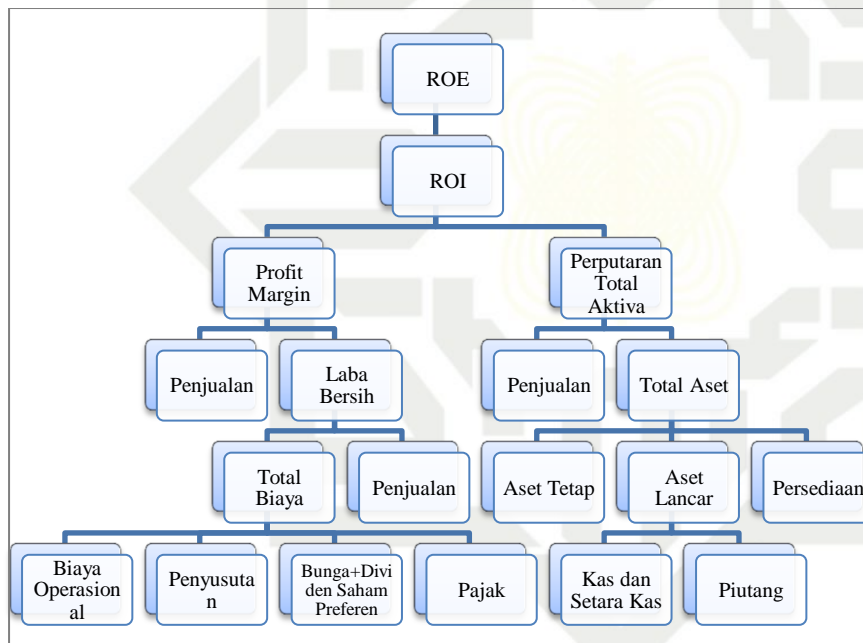 ROE
ROI
Profit
Margin
Perputaran
Total
Aktiva
Penjualan
Laba
Bersih
Penjualan
Total Aset
Total
Biaya
Penjualan
Aset Tetap
Aset
Lancar
Persediaan
Biaya
Operasion
al
Penyusuta
n
Bunga+Divi
den Saham
Preferen
Pajak
Kas dan
Setara Kas
Piutang